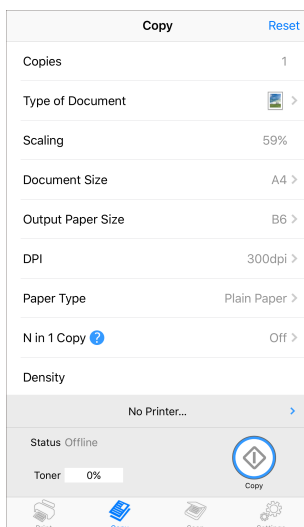 Copy Reset
Copies 1
Type of Document
Scaling 59%
Document Size A4
Output Paper Size B6
DPI 300dpi
Paper Type Plain Paper
N in 1 Copy ? Off
Density
No Printer...
Status Offline
Toner 0%
Copy